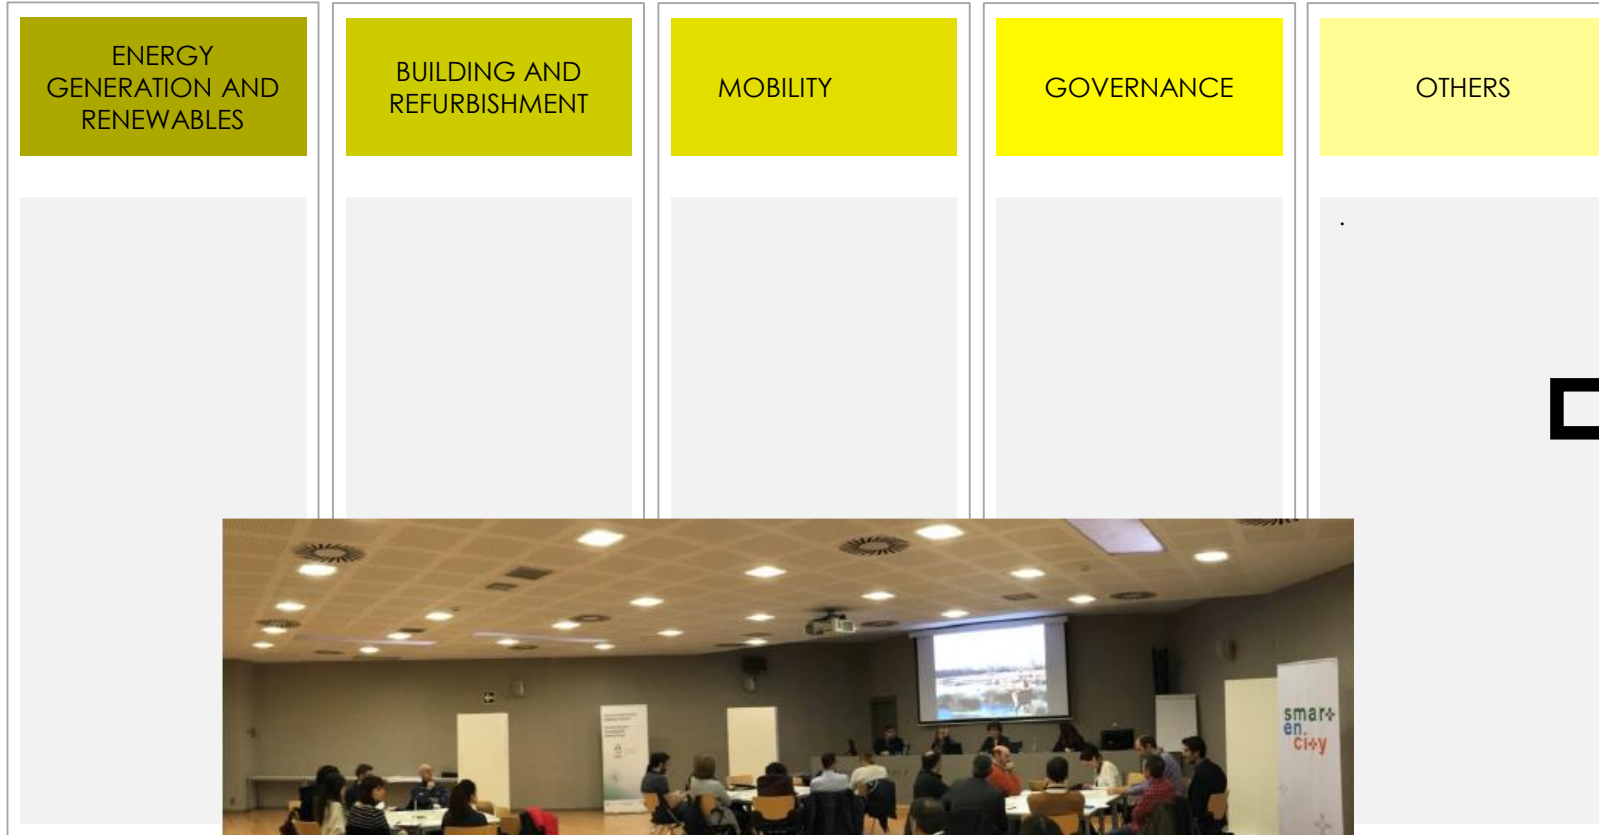 ENERGY
GENERATION AND
RENEWABLES
BUILDING AND
REFURBISHMENT
MOBILITY
GOVERNANCE
OTHERS
.
smart
en.
city